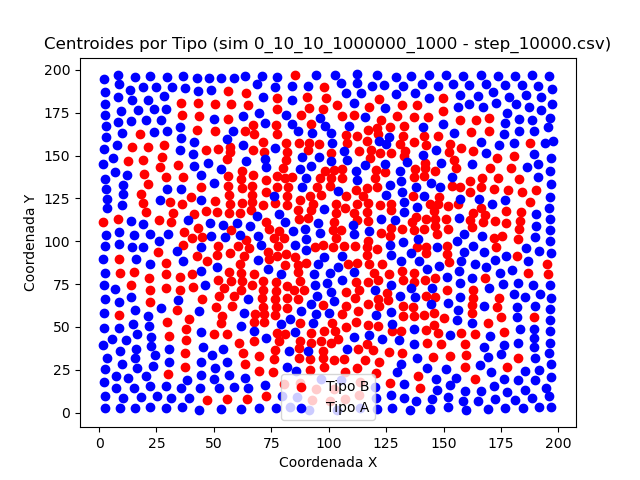 Centroides por Tipo (sim 0_10_10_1000000_1000 - step_10000.csv)
200
175
150
125
100
75
50
25
0
Coordenada Y
Tipo B
Tipo A
0 25 50 75 100 125 150 175 200
Coordenada X